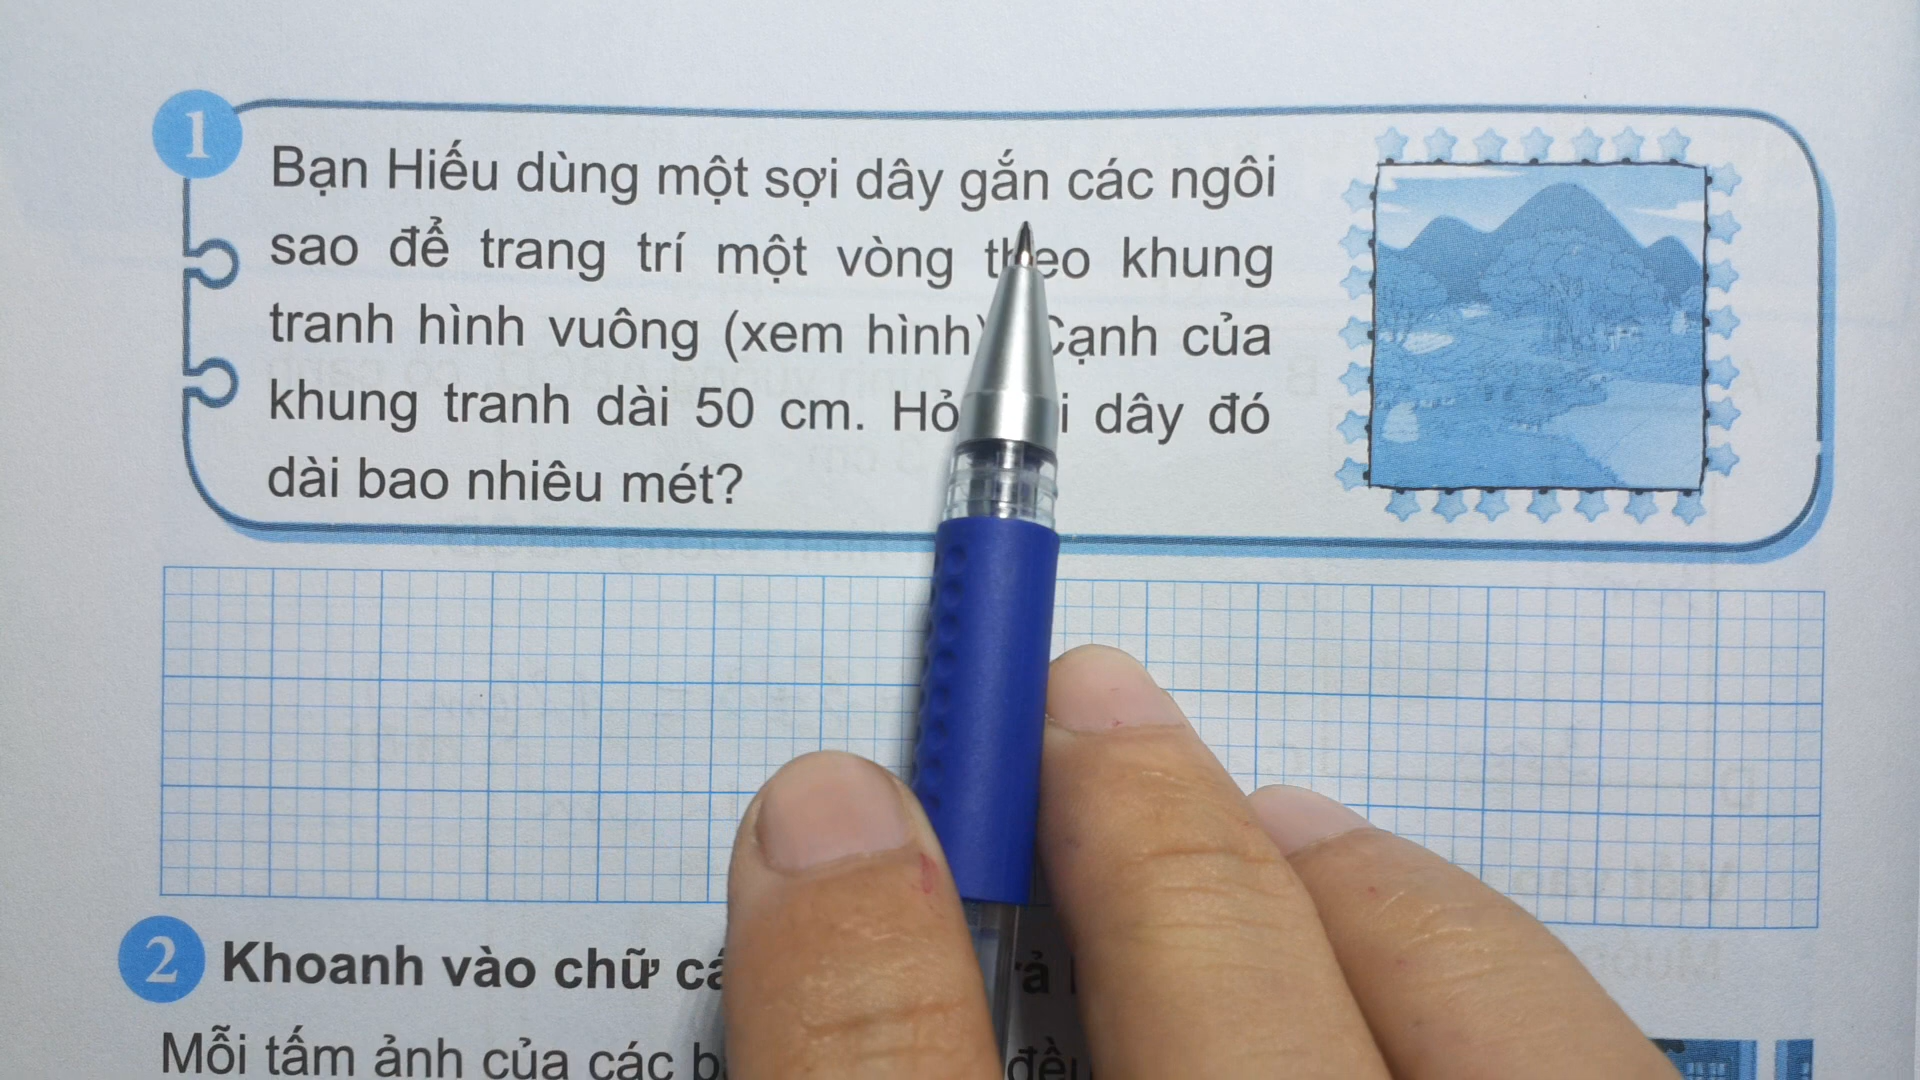 1
Bạn Hiếu dùng một sợi dây gắn các ngôi
sao để trang trí một vòng theo khung
tranh hình vuông (xem hình) Cạnh của
khung tranh dài 50 cm. dây đó
dài bao nhiêu mét?
2 Khoanh vào chữ
Mỗi tấm ảnh của các